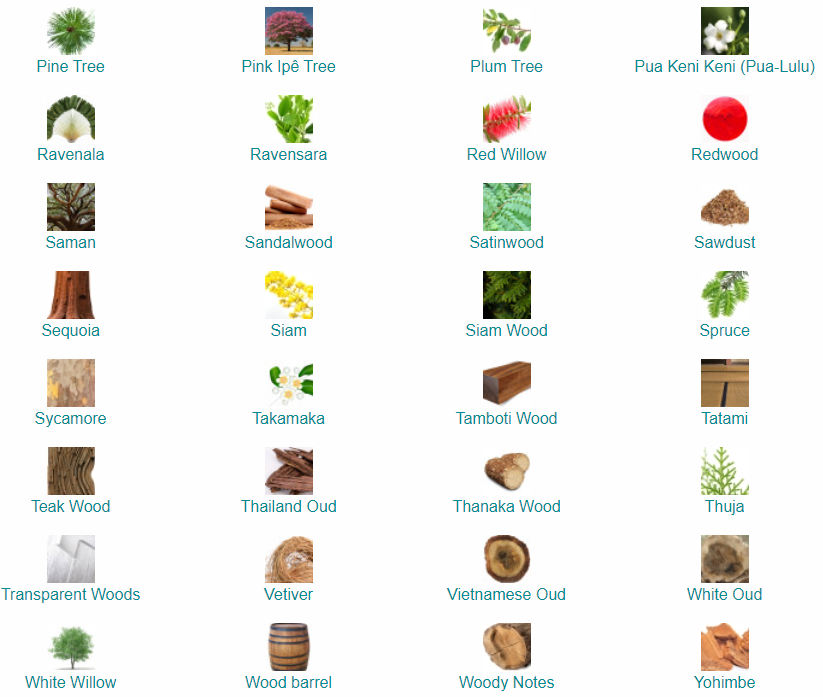 Pine Tree
Pink Ipê Tree
Plum Tree
Pua Keni Keni (Pua-Lulu)
Ravenala
Ravensara
Red Willow
Redwood
Saman
Sandalwood
Satinwood
Sawdust
Sequoia
Siam
Siam Wood
Spruce
Sycamore
Takamaka
Tamboti Wood
Tatami
Teak Wood
Thailand Oud
Thanaka Wood
Thuja
Transparent Woods
Vetiver
Vietnamese Oud
White Oud
White Willow
Wood barrel
Woody Notes
Yohimbe